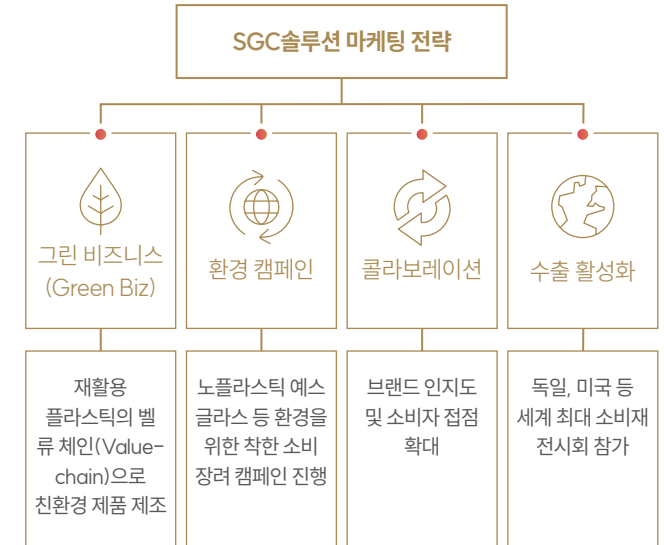 SGC솔루션 마케팅 전략
그린 비즈니스
(Green Biz)
환경 캠페인
콜라보레이션
수출 활성화
재활용
플라스틱의 벨
류 체인(Value-
chain)으로
친환경 제품 제조
노플라스틱 예스
글라스 등 환경을
위한 착한 소비
장려 캠페인 진행
브랜드 인지도
및 소비자 접점
확대
독일, 미국 등
세계 최대 소비재
전시회 참가